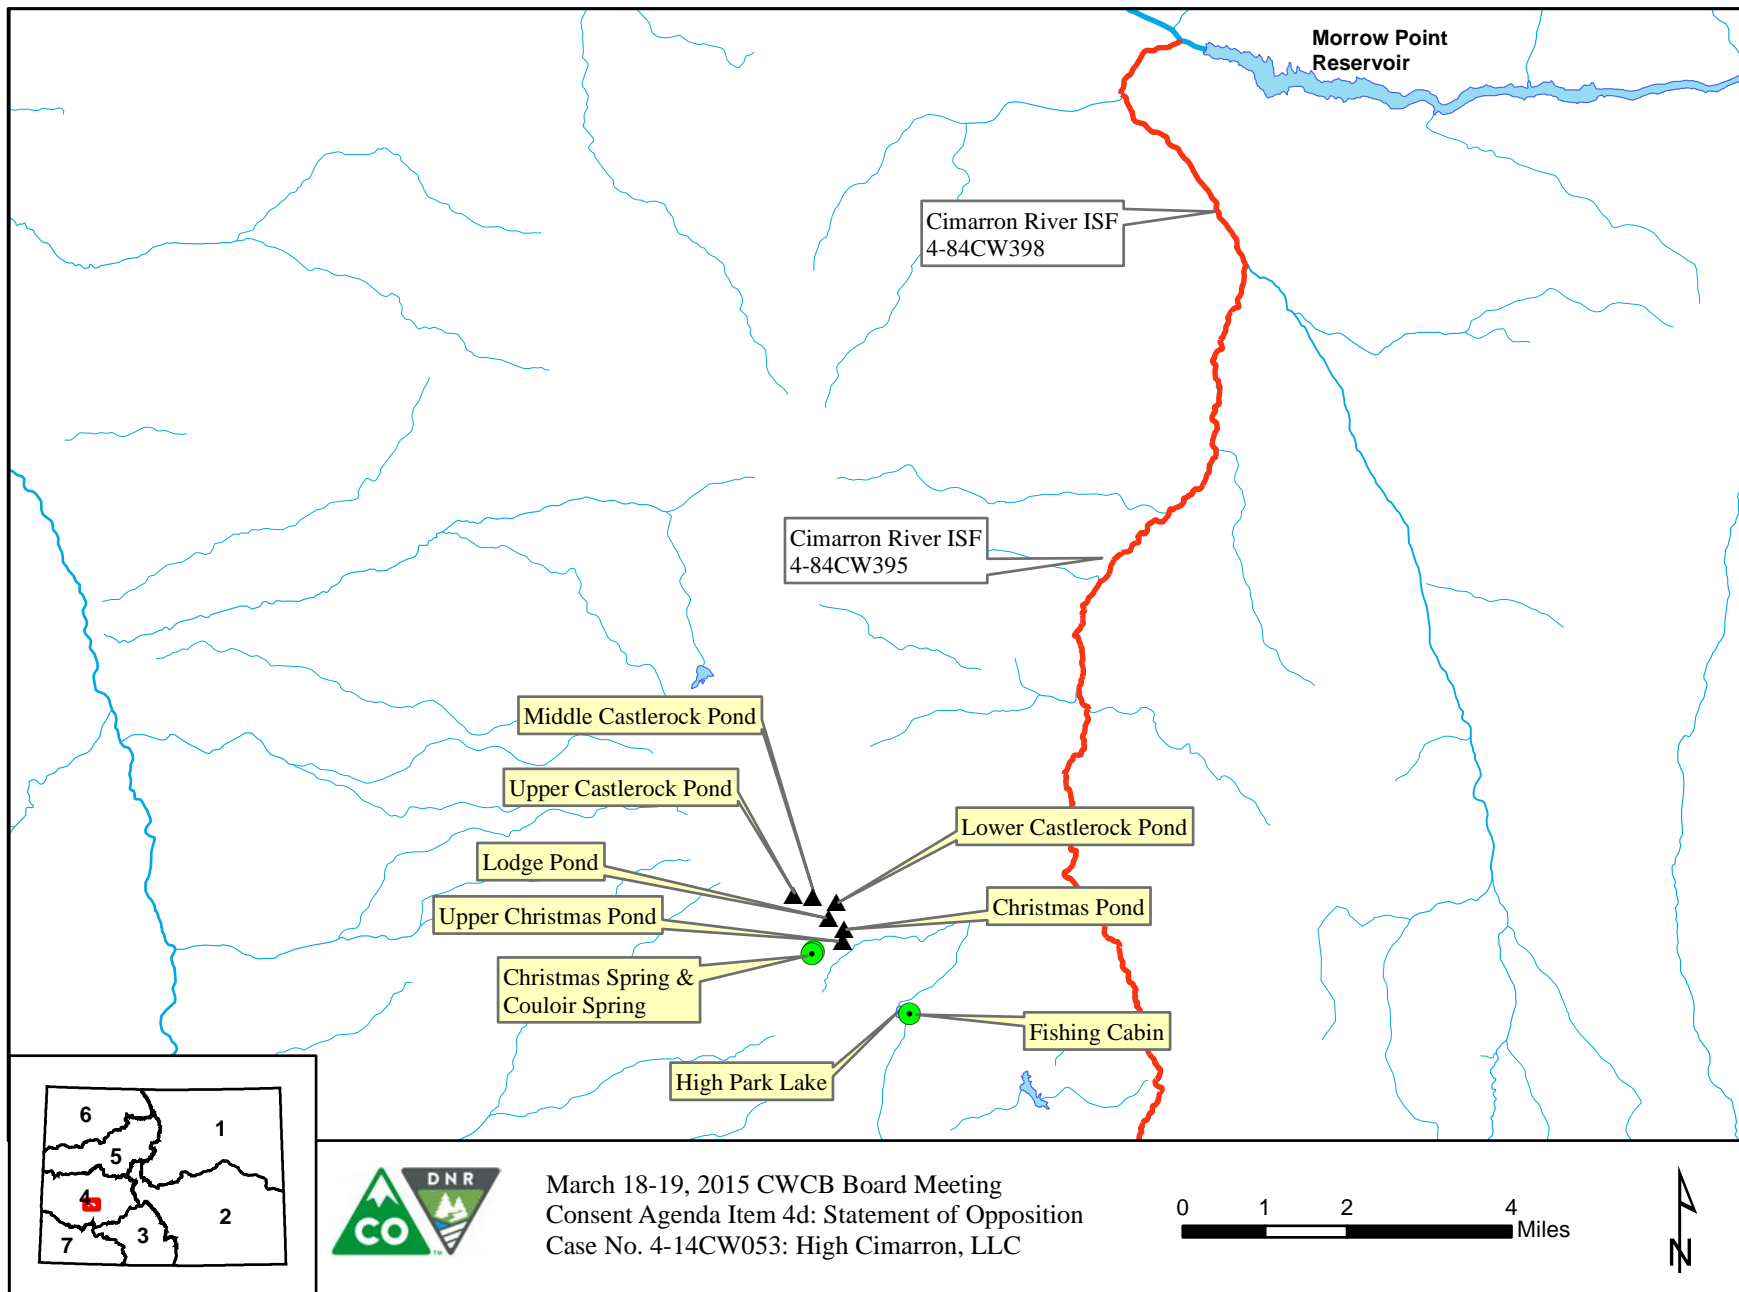 Morrow Point
Reservoir
Cimarron River ISF
4-84CW398
Cimarron River ISF
4-84CW395
Middle Castlerock Pond
Upper Castlerock Pond
Lower Castlerock Pond
Lodge Pond
Christmas Pond
Upper Christmas Pond
Christmas Spring &
Couloir Spring
Fishing Cabin
High Park Lake
6
1
5
4
2
3
7
CO
DNR
TM
March 18-19, 2015 CWCB Board Meeting
Consent Agenda Item 4d: Statement of Opposition
Case No. 4-14CW053: High Cimarron, LLC
0 1 2 4
Miles
N